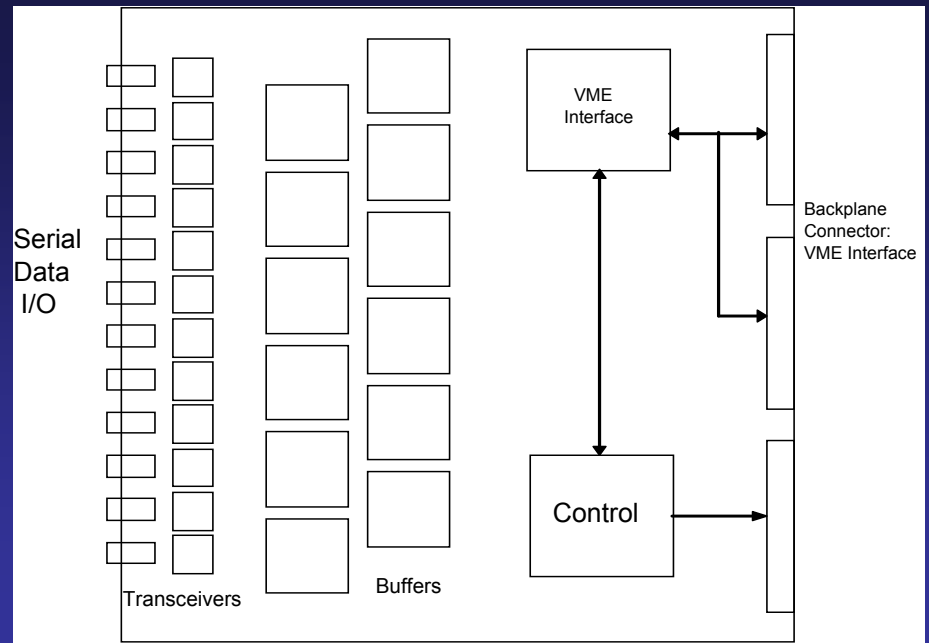 Serial
Data
I/O
Transceivers
Buffers
VME
Interface
Control
Backplane
Connector:
VME Interface